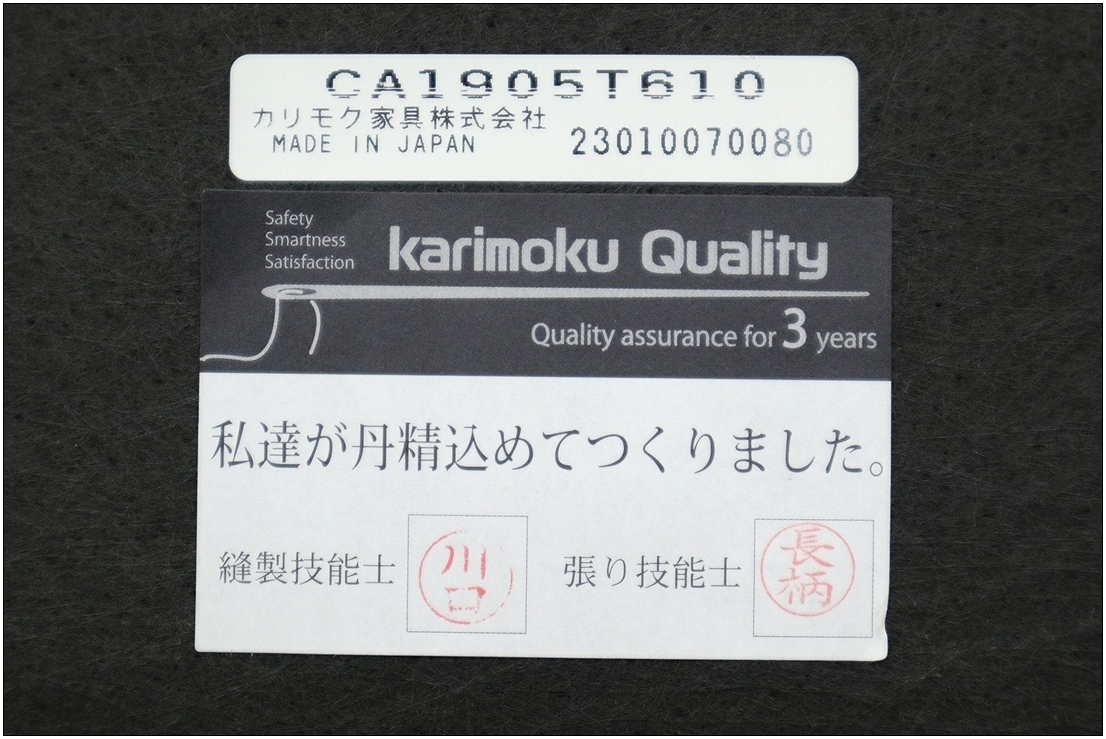 CA1905T610
カリモク家具株式会社
MADE IN JAPAN 23010070080
Safety
Smartness
Satisfaction
karimoku Quality
Quality assurance for 3 years
私達が丹精込めてつくりました。
縫製技能士 川口 張り技能士 長柄